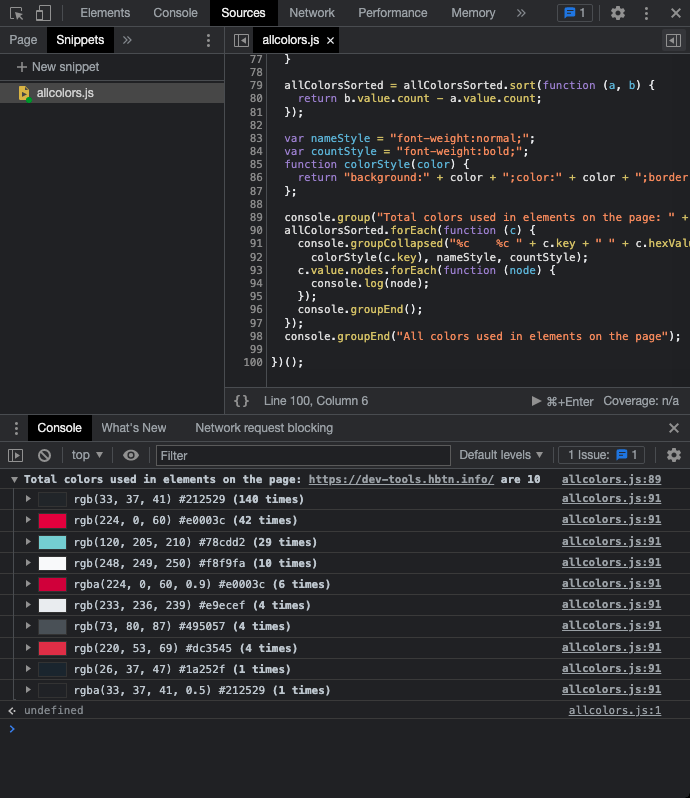 Elements Console Sources Network Performance Memory » 1
Page Snippets » allcolors.js ×
+ New snippet
allcolors.js
77 }
78
79 allColorsSorted = allColorsSorted.sort(function (a, b) {
80 return b.value.count - a.value.count;
81 });
82
83 var nameStyle = "font-weight:normal;";
84 var countStyle = "font-weight:bold;";
85 function colorStyle(color) {
86 return "background:" + color + ";color:" + color + ";border
87 };
88
89 console.group("Total colors used in elements on the page: " +
90 allColorsSorted.forEach(function (c) {
91 console.groupCollapsed("%c    %c " + c.key + " " + c.hexValu
92 colorStyle(c.key), nameStyle, countStyle);
93 c.value.nodes.forEach(function (node) {
94 console.log(node);
95 });
96 console.groupEnd();
97 });
98 console.groupEnd("All colors used in elements on the page");
99
100 })();
{} Line 100, Column 6 ⌘+Enter Coverage: n/a
Console What's New Network request blocking
top ▼ Filter Default levels ▼ 1 Issue: 1
Total colors used in elements on the page: https://dev-tools.hbtn.info/ are 10 allcolors.js:89
rgb(33, 37, 41) #212529 (140 times) allcolors.js:91
rgb(224, 0, 60) #e0003c (42 times) allcolors.js:91
rgb(120, 205, 210) #78cdd2 (29 times) allcolors.js:91
rgb(248, 249, 250) #f8f9fa (10 times) allcolors.js:91
rgba(224, 0, 60, 0.9) #e0003c (6 times) allcolors.js:91
rgb(233, 236, 239) #e9ecef (4 times) allcolors.js:91
rgb(73, 80, 87) #495057 (4 times) allcolors.js:91
rgb(220, 53, 69) #dc3545 (4 times) allcolors.js:91
rgb(26, 37, 47) #1a252f (1 times) allcolors.js:91
rgba(33, 37, 41, 0.5) #212529 (1 times) allcolors.js:91
undefined allcolors.js:1